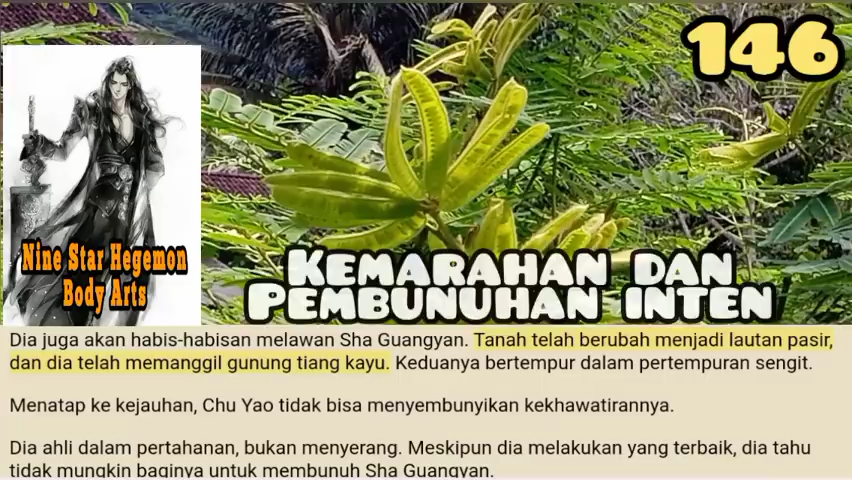 146
Nine Star Hegemon
Body Arts
KEMARAHAN DAN
PEMBUNUHAN INTEN
Dia juga akan habis-habisan melawan Sha Guangyan. Tanah telah berubah menjadi lautan pasir,
dan dia telah memanggil gunung tiang kayu. Keduanya bertempur dalam pertempuran sengit.
Menatap ke kejauhan, Chu Yao tidak bisa menyembunyikan kekhawatirannya.
Dia ahli dalam pertahanan, bukan menyerang. Meskipun dia melakukan yang terbaik, dia tahu
tidak mungkin baginya untuk membunuh Sha Guangyan.